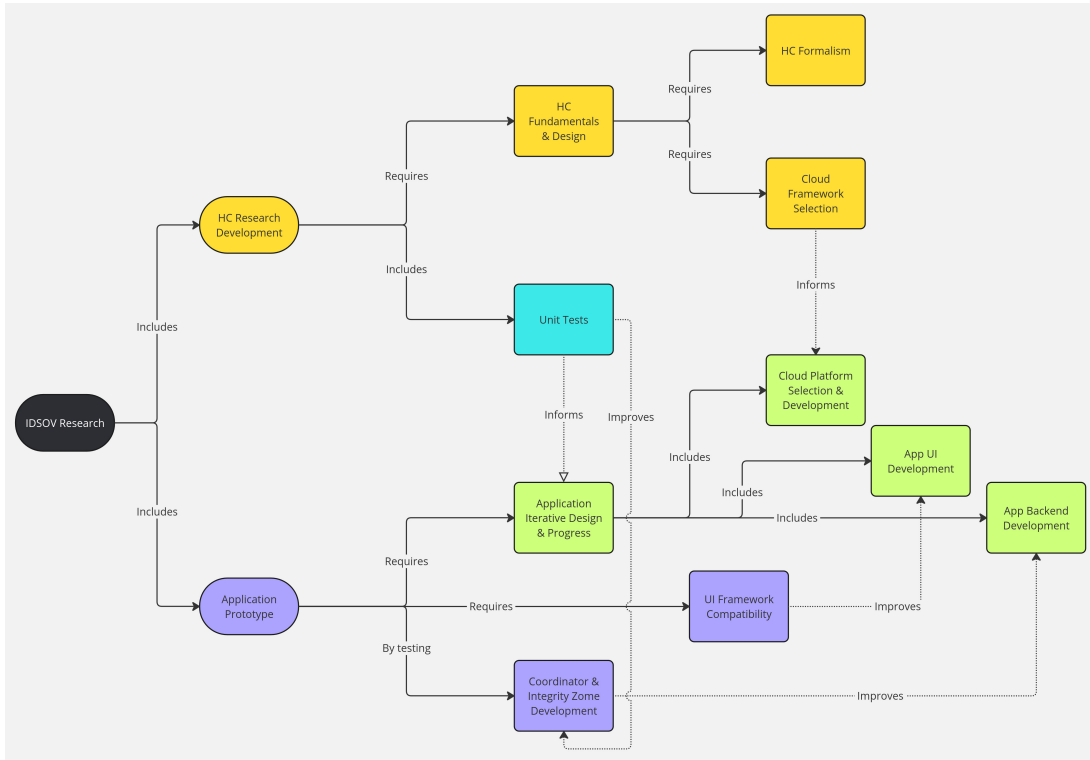 HC Formalism
Requires
HC
Fundamentals
& Design
Requires
Cloud
Framework
Selection
Requires
HC Research
Development
Includes
Informs
Unit Tests
Includes
Cloud Platform
Selection &
Development
Informs
Improves
IDSOV Research
Includes
App UI
Development
Includes
Application
Iterative Design
& Progress
Includes
App Backend
Development
Includes
Requires
Application
Prototype
Requires
UI Framework
Compatibility
Improves
By testing
Coordinator &
Integrity Zome
Development
Improves